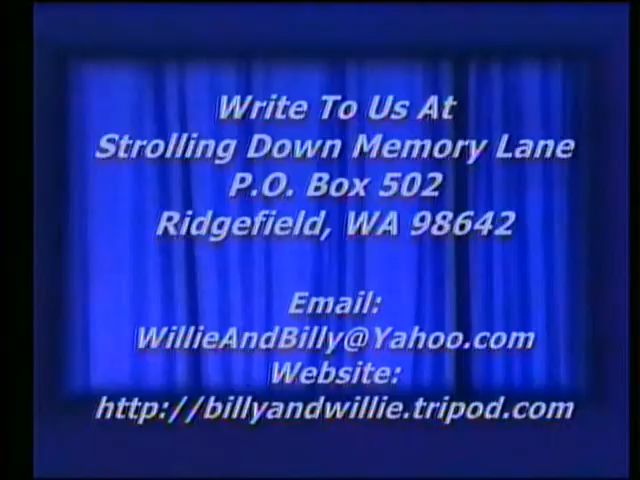 Write To Us At
Strolling Down Memory Lane
P.O. Box 502
Ridgefield, WA 98642
Email:
WillieAndBilly@Yahoo.com
Website:
http://billyandwillie.tripod.com